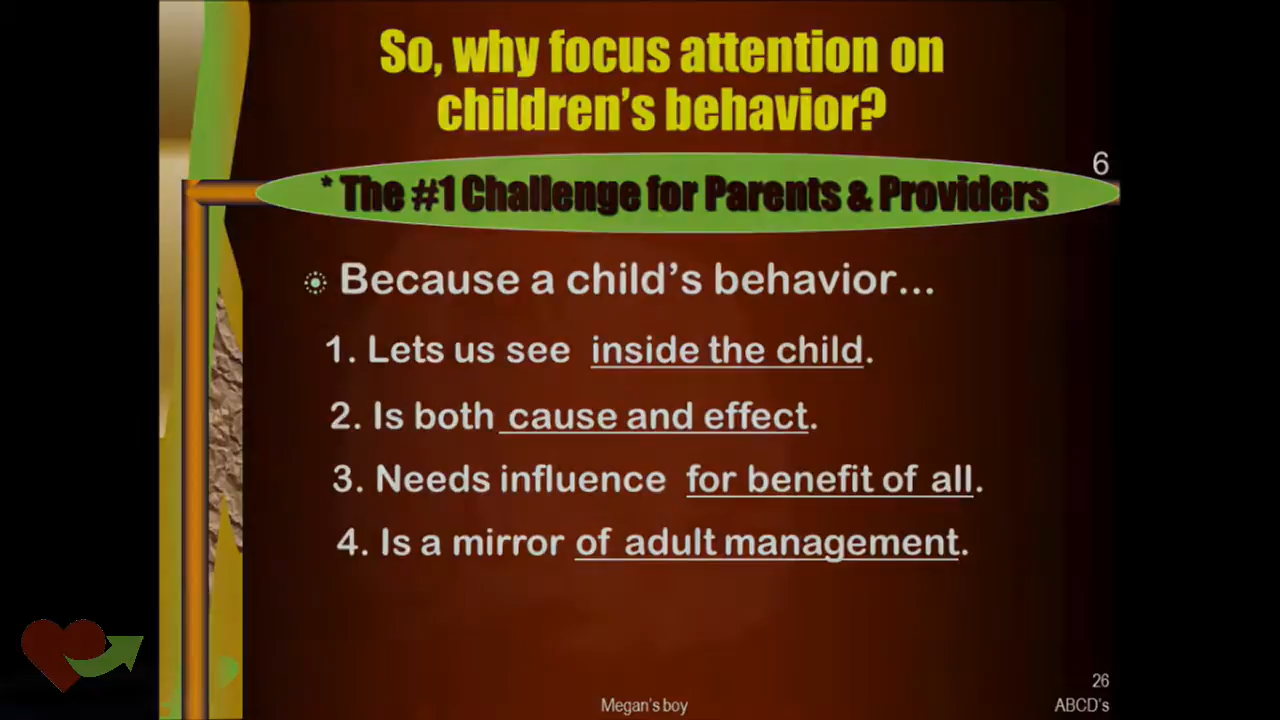 So, why focus attention on
children's behavior?
6
* The #1 Challenge for Parents & Providers
Because a child's behavior...
1. Lets us see inside the child.
2. Is both cause and effect.
3. Needs influence for benefit of all.
4. Is a mirror of adult management.
26
Megan's boy
ABCD's